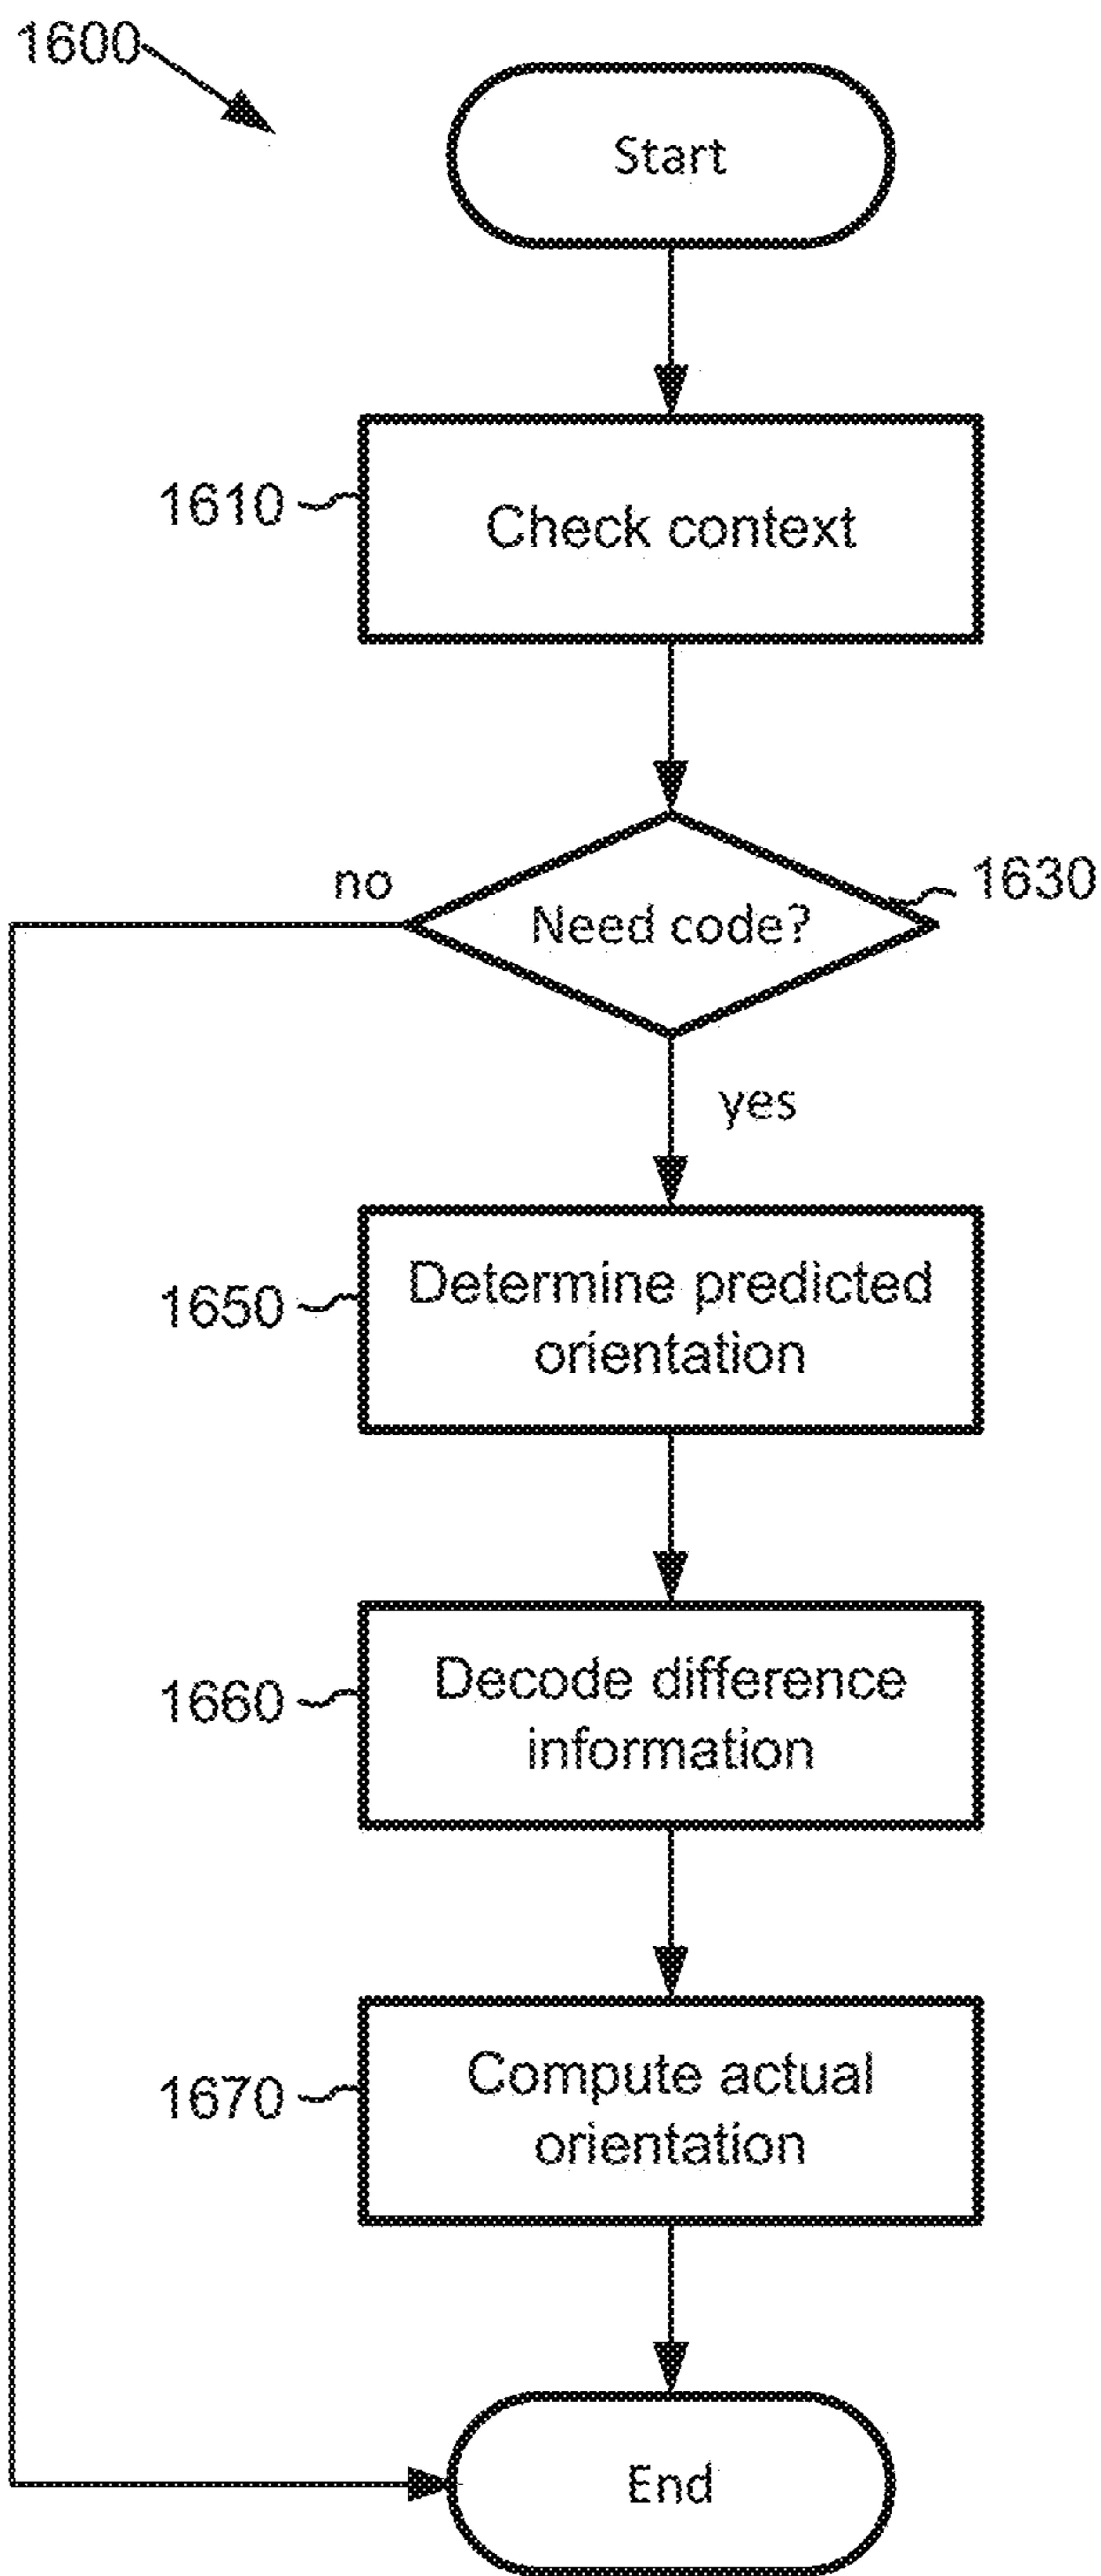 1600
Start
1610
Check context
no
1630
Need code?
yes
1650
Determine predicted
orientation
1660
Decode difference
information
1670
Compute actual
orientation
End